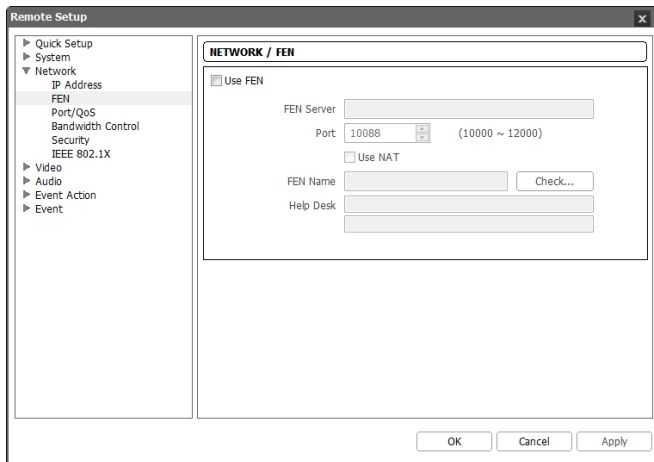 Remote Setup
x
Quick Setup
System
Network
IP Address
FEN
Port/QoS
Bandwidth Control
Security
IEEE 802.1X
Video
Audio
Event Action
Event
NETWORK / FEN
Use FEN
FEN Server
Port 10088 (10000 ~ 12000)
Use NAT
FEN Name Check...
Help Desk
OK Cancel Apply